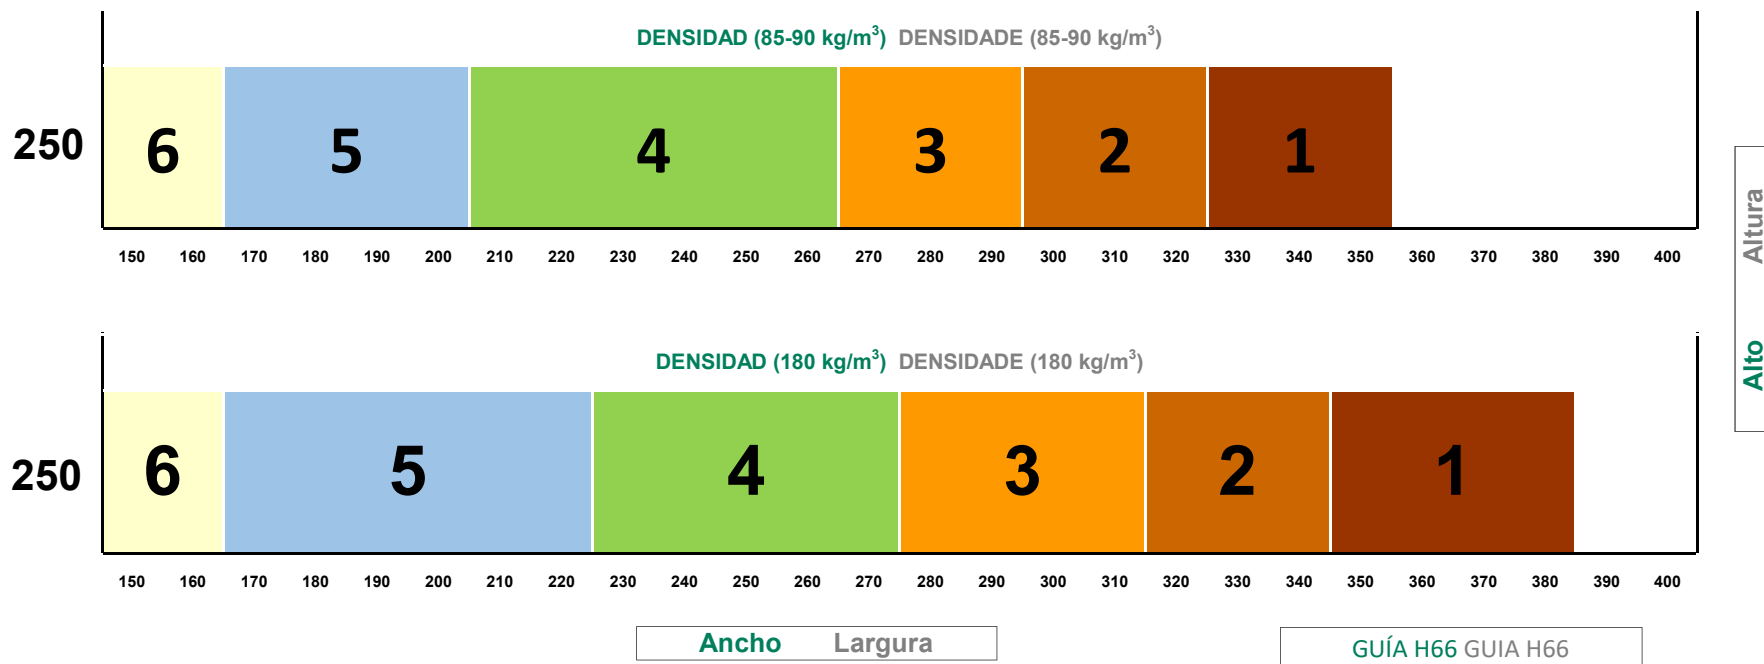 DENSIDAD (85-90 kg/m³) DENSIDADE (85-90 kg/m³)
250 6 5 4 3 2 1
150 160 170 180 190 200 210 220 230 240 250 260 270 280 290 300 310 320 330 340 350 360 370 380 390 400
DENSIDAD (180 kg/m³) DENSIDADE (180 kg/m³)
250 6 5 4 3 2 1
150 160 170 180 190 200 210 220 230 240 250 260 270 280 290 300 310 320 330 340 350 360 370 380 390 400
Alto Altura
Ancho Largura
GUÍA H66 GUIA H66